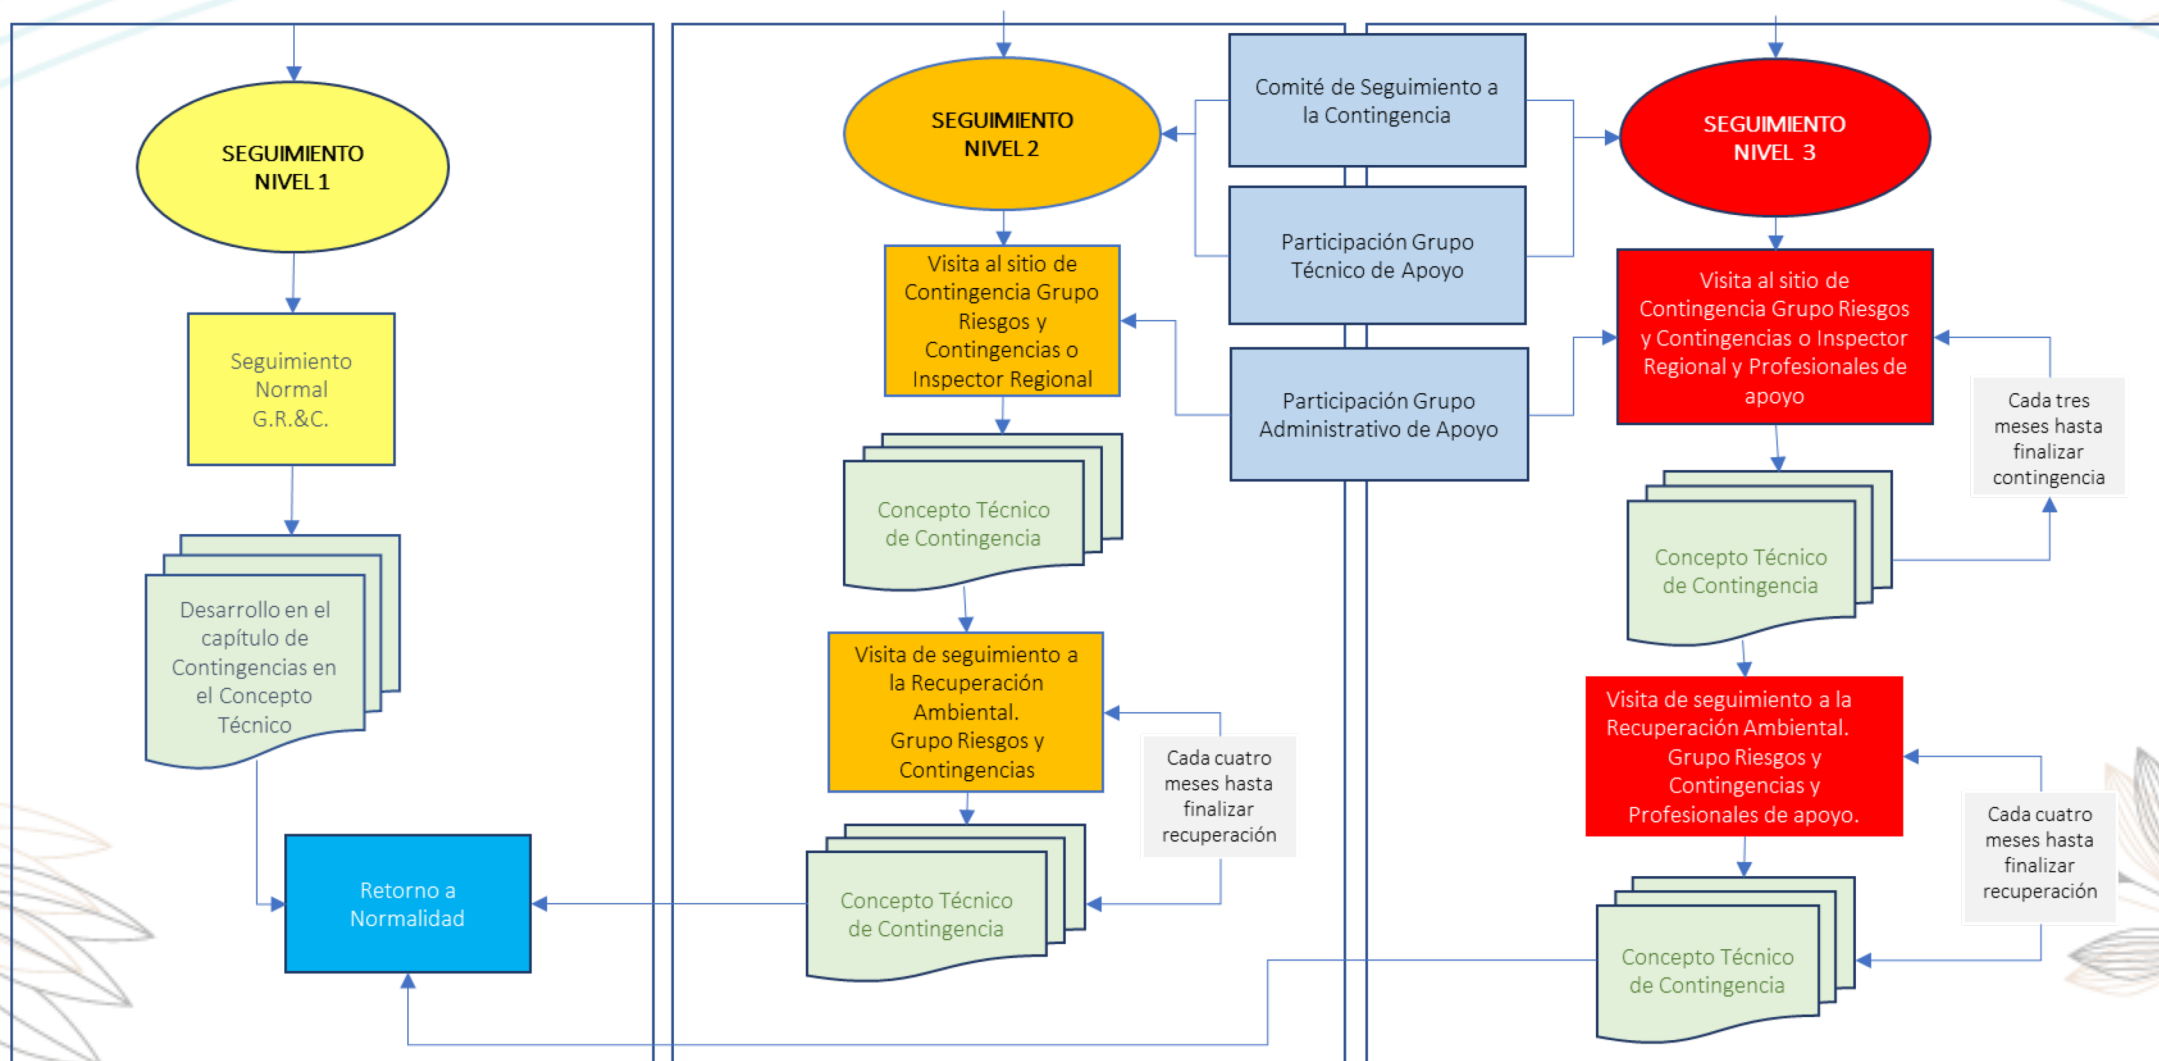 SEGUIMIENTO
NIVEL 1
Seguimiento
Normal
G.R.&C.
Desarrollo en el
capítulo de
Contingencias en
el Concepto
Técnico
Retorno a
Normalidad
SEGUIMIENTO
NIVEL 2
Visita al sitio de
Contingencia Grupo
Riesgos y
Contingencias o
Inspector Regional
Concepto Técnico
de Contingencia
Visita de seguimiento a
la Recuperación
Ambiental.
Grupo Riesgos y
Contingencias
Cada cuatro
meses hasta
finalizar
recuperación
Concepto Técnico
de Contingencia
Comité de Seguimiento a
la Contingencia
Participación Grupo
Técnico de Apoyo
Participación Grupo
Administrativo de Apoyo
SEGUIMIENTO
NIVEL 3
Visita al sitio de
Contingencia Grupo Riesgos
y Contingencias o Inspector
Regional y Profesionales de
apoyo
Cada tres
meses hasta
finalizar
contingencia
Concepto Técnico
de Contingencia
Visita de seguimiento a la
Recuperación Ambiental.
Grupo Riesgos y
Contingencias y
Profesionales de apoyo.
Cada cuatro
meses hasta
finalizar
recuperación
Concepto Técnico
de Contingencia